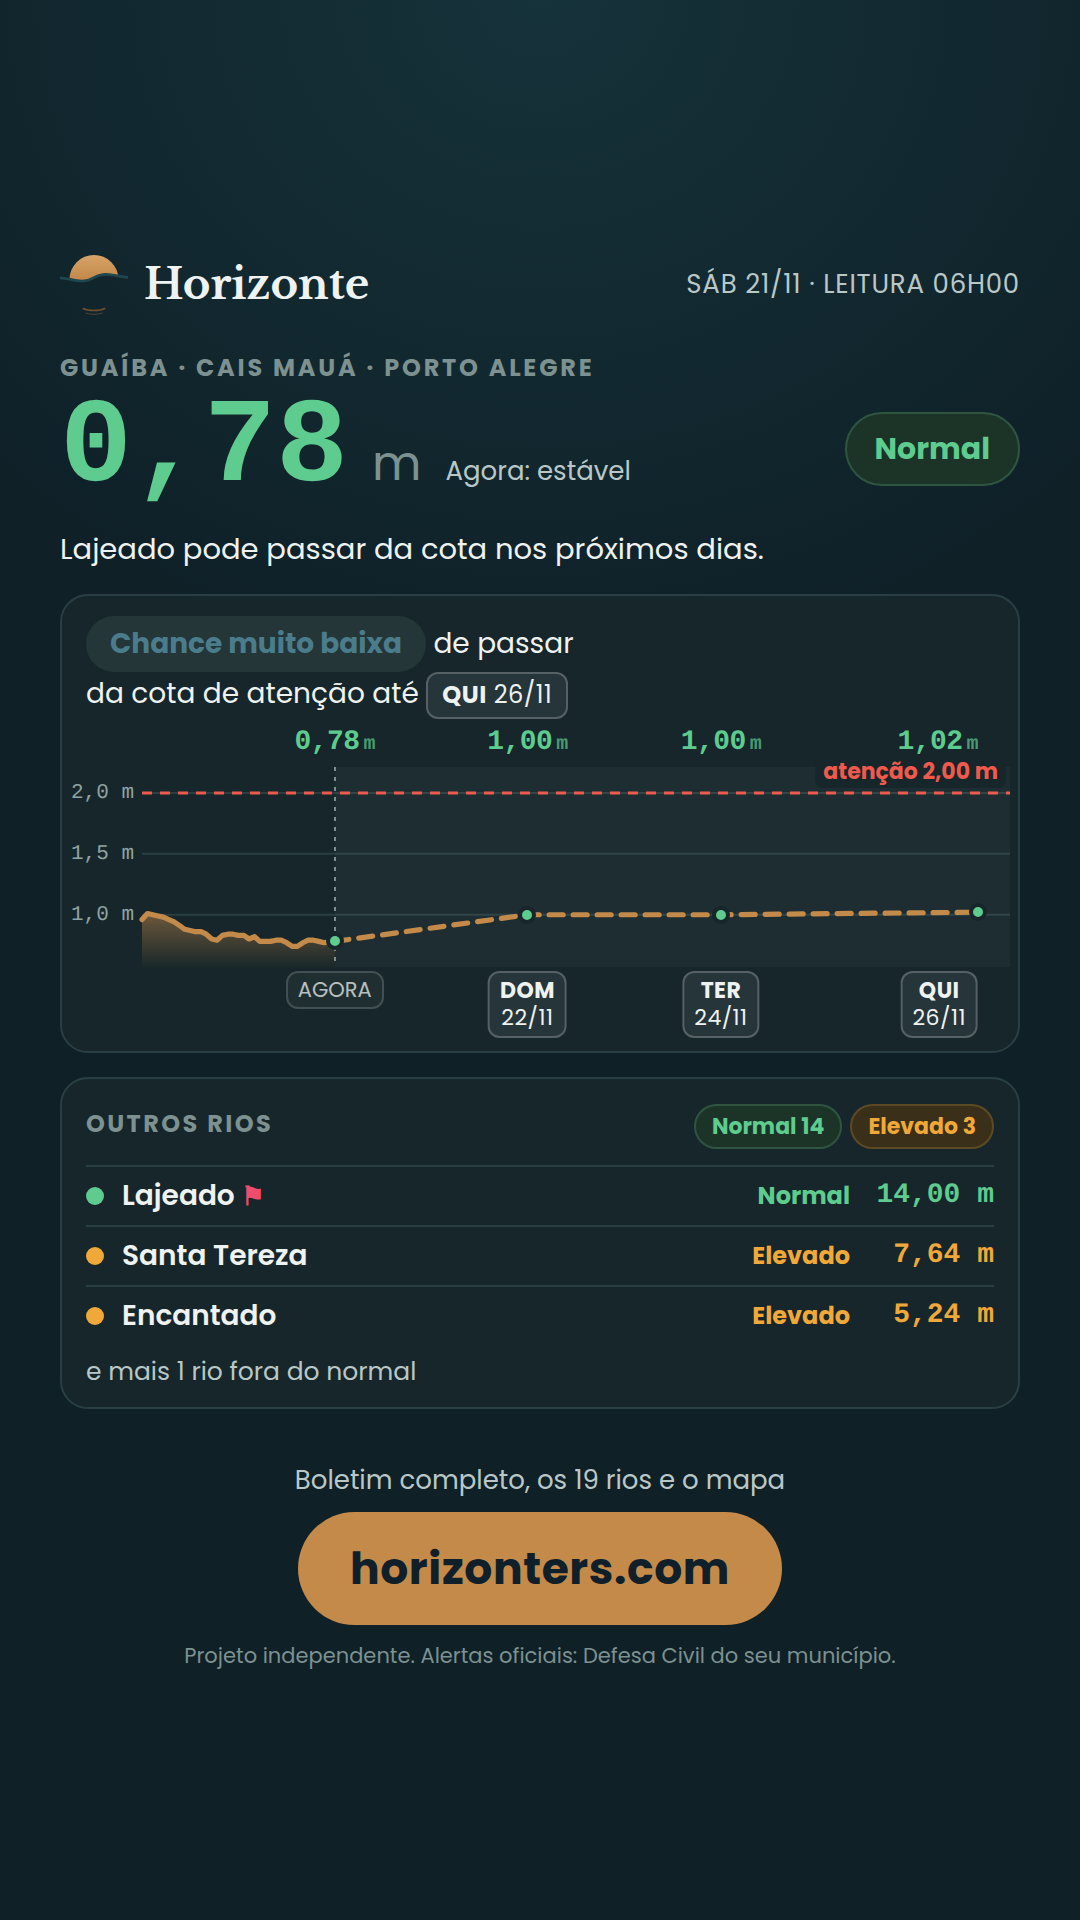 Horizonte
SÁB 21/11 · LEITURA 06H00
GUAÍBA · CAIS MAUÁ · PORTO ALEGRE
0,78 m Agora: estável
Normal
Lajeado pode passar da cota nos próximos dias.
Chance muito baixa de passar
da cota de atenção até QUI 26/11
0,78 m 1,00 m 1,00 m 1,02 m
atenção 2,00 m
2,0 m
1,5 m
1,0 m
AGORA DOM TER QUI
22/11 24/11 26/11
OUTROS RIOS Normal 14 Elevado 3
Lajeado Normal 14,00 m
Santa Tereza Elevado 7,64 m
Encantado Elevado 5,24 m
e mais 1 rio fora do normal
Boletim completo, os 19 rios e o mapa
horizonters.com
Projeto independente. Alertas oficiais: Defesa Civil do seu município.